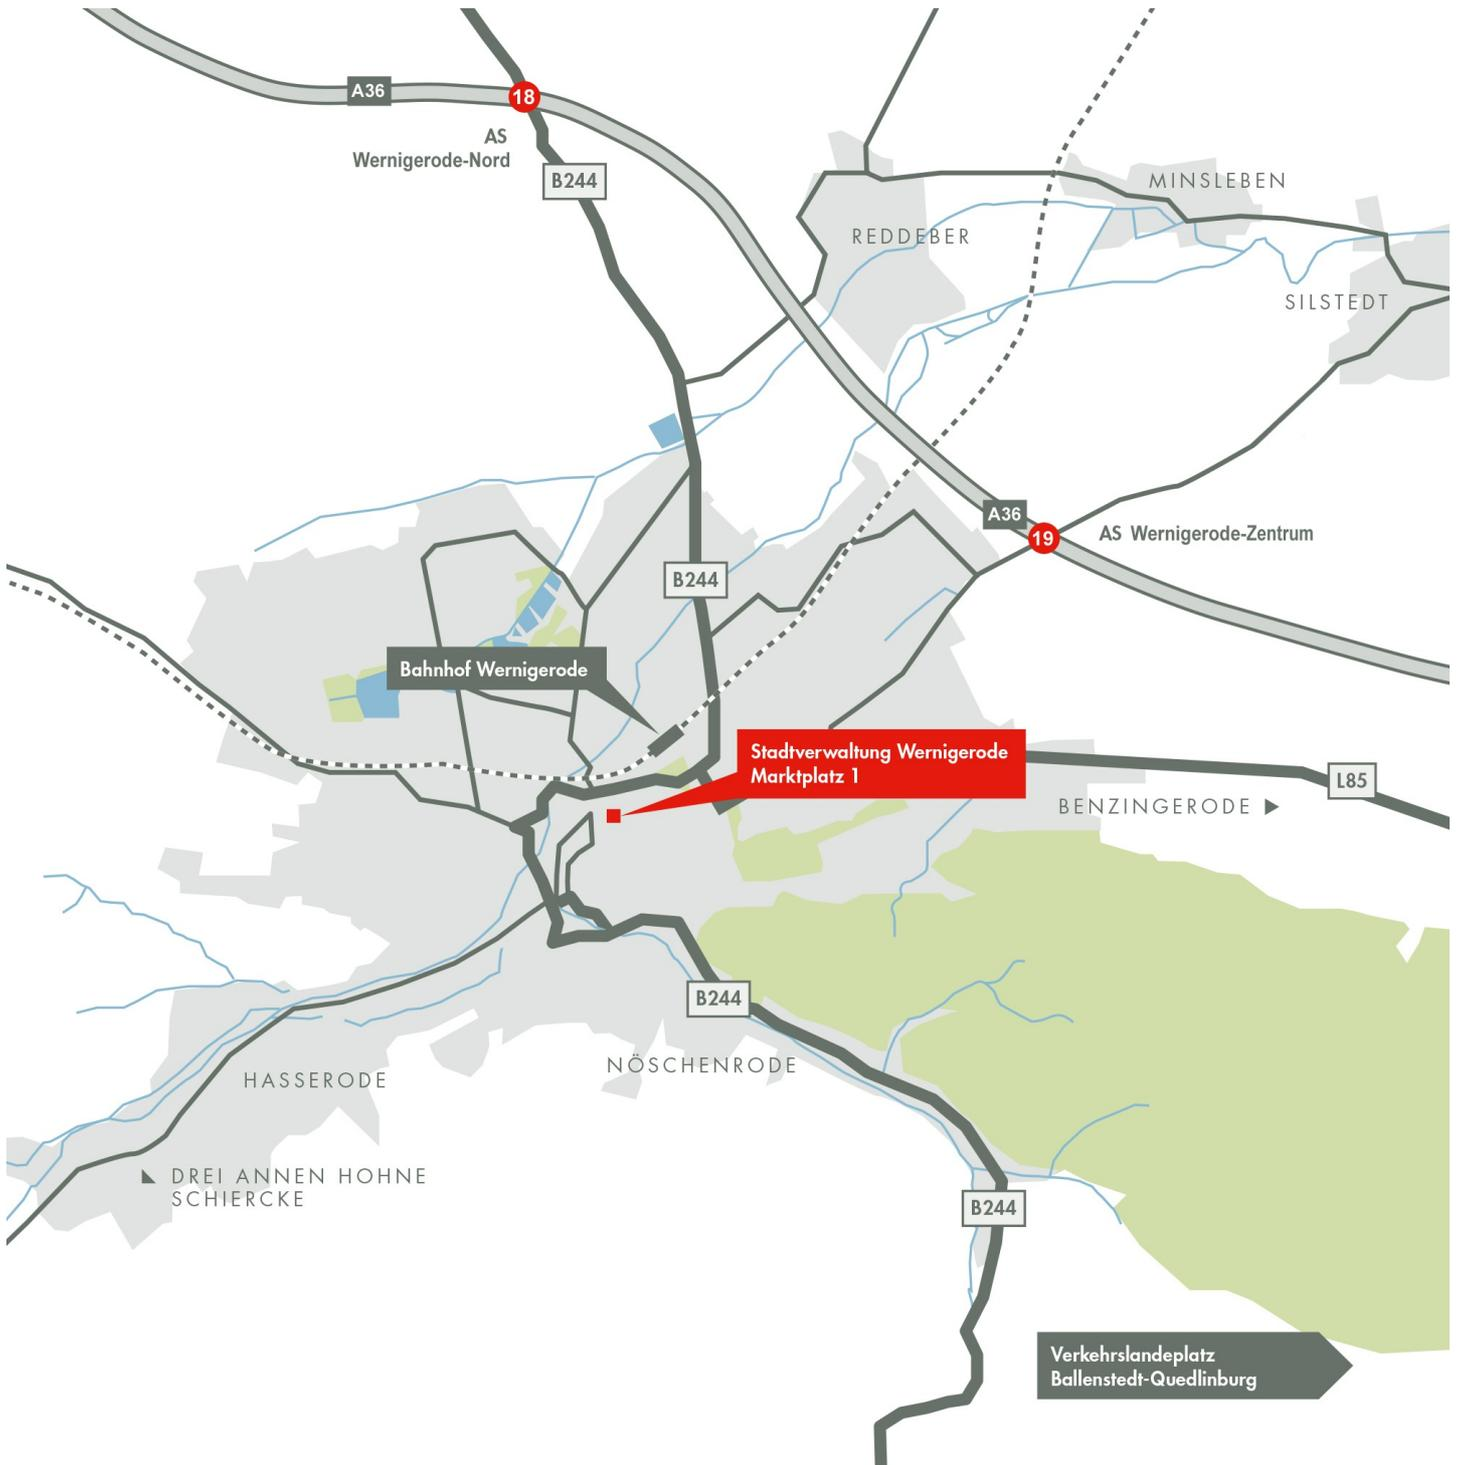 A36
18
AS
Wernigerode-Nord
B244
MINSLEBEN
REDDEBER
SILSTEDT
A36
19
AS Wernigerode-Zentrum
B244
Bahnhof Wernigerode
Stadtverwaltung Wernigerode
Marktplatz 1
L85
BENZINGERODE
B244
NÖSCHENRODE
HASSERODE
DREI ANNEN HOHNE
SCHIERCKE
B244
Verkehrslandeplatz
Ballenstedt-Quedlinburg